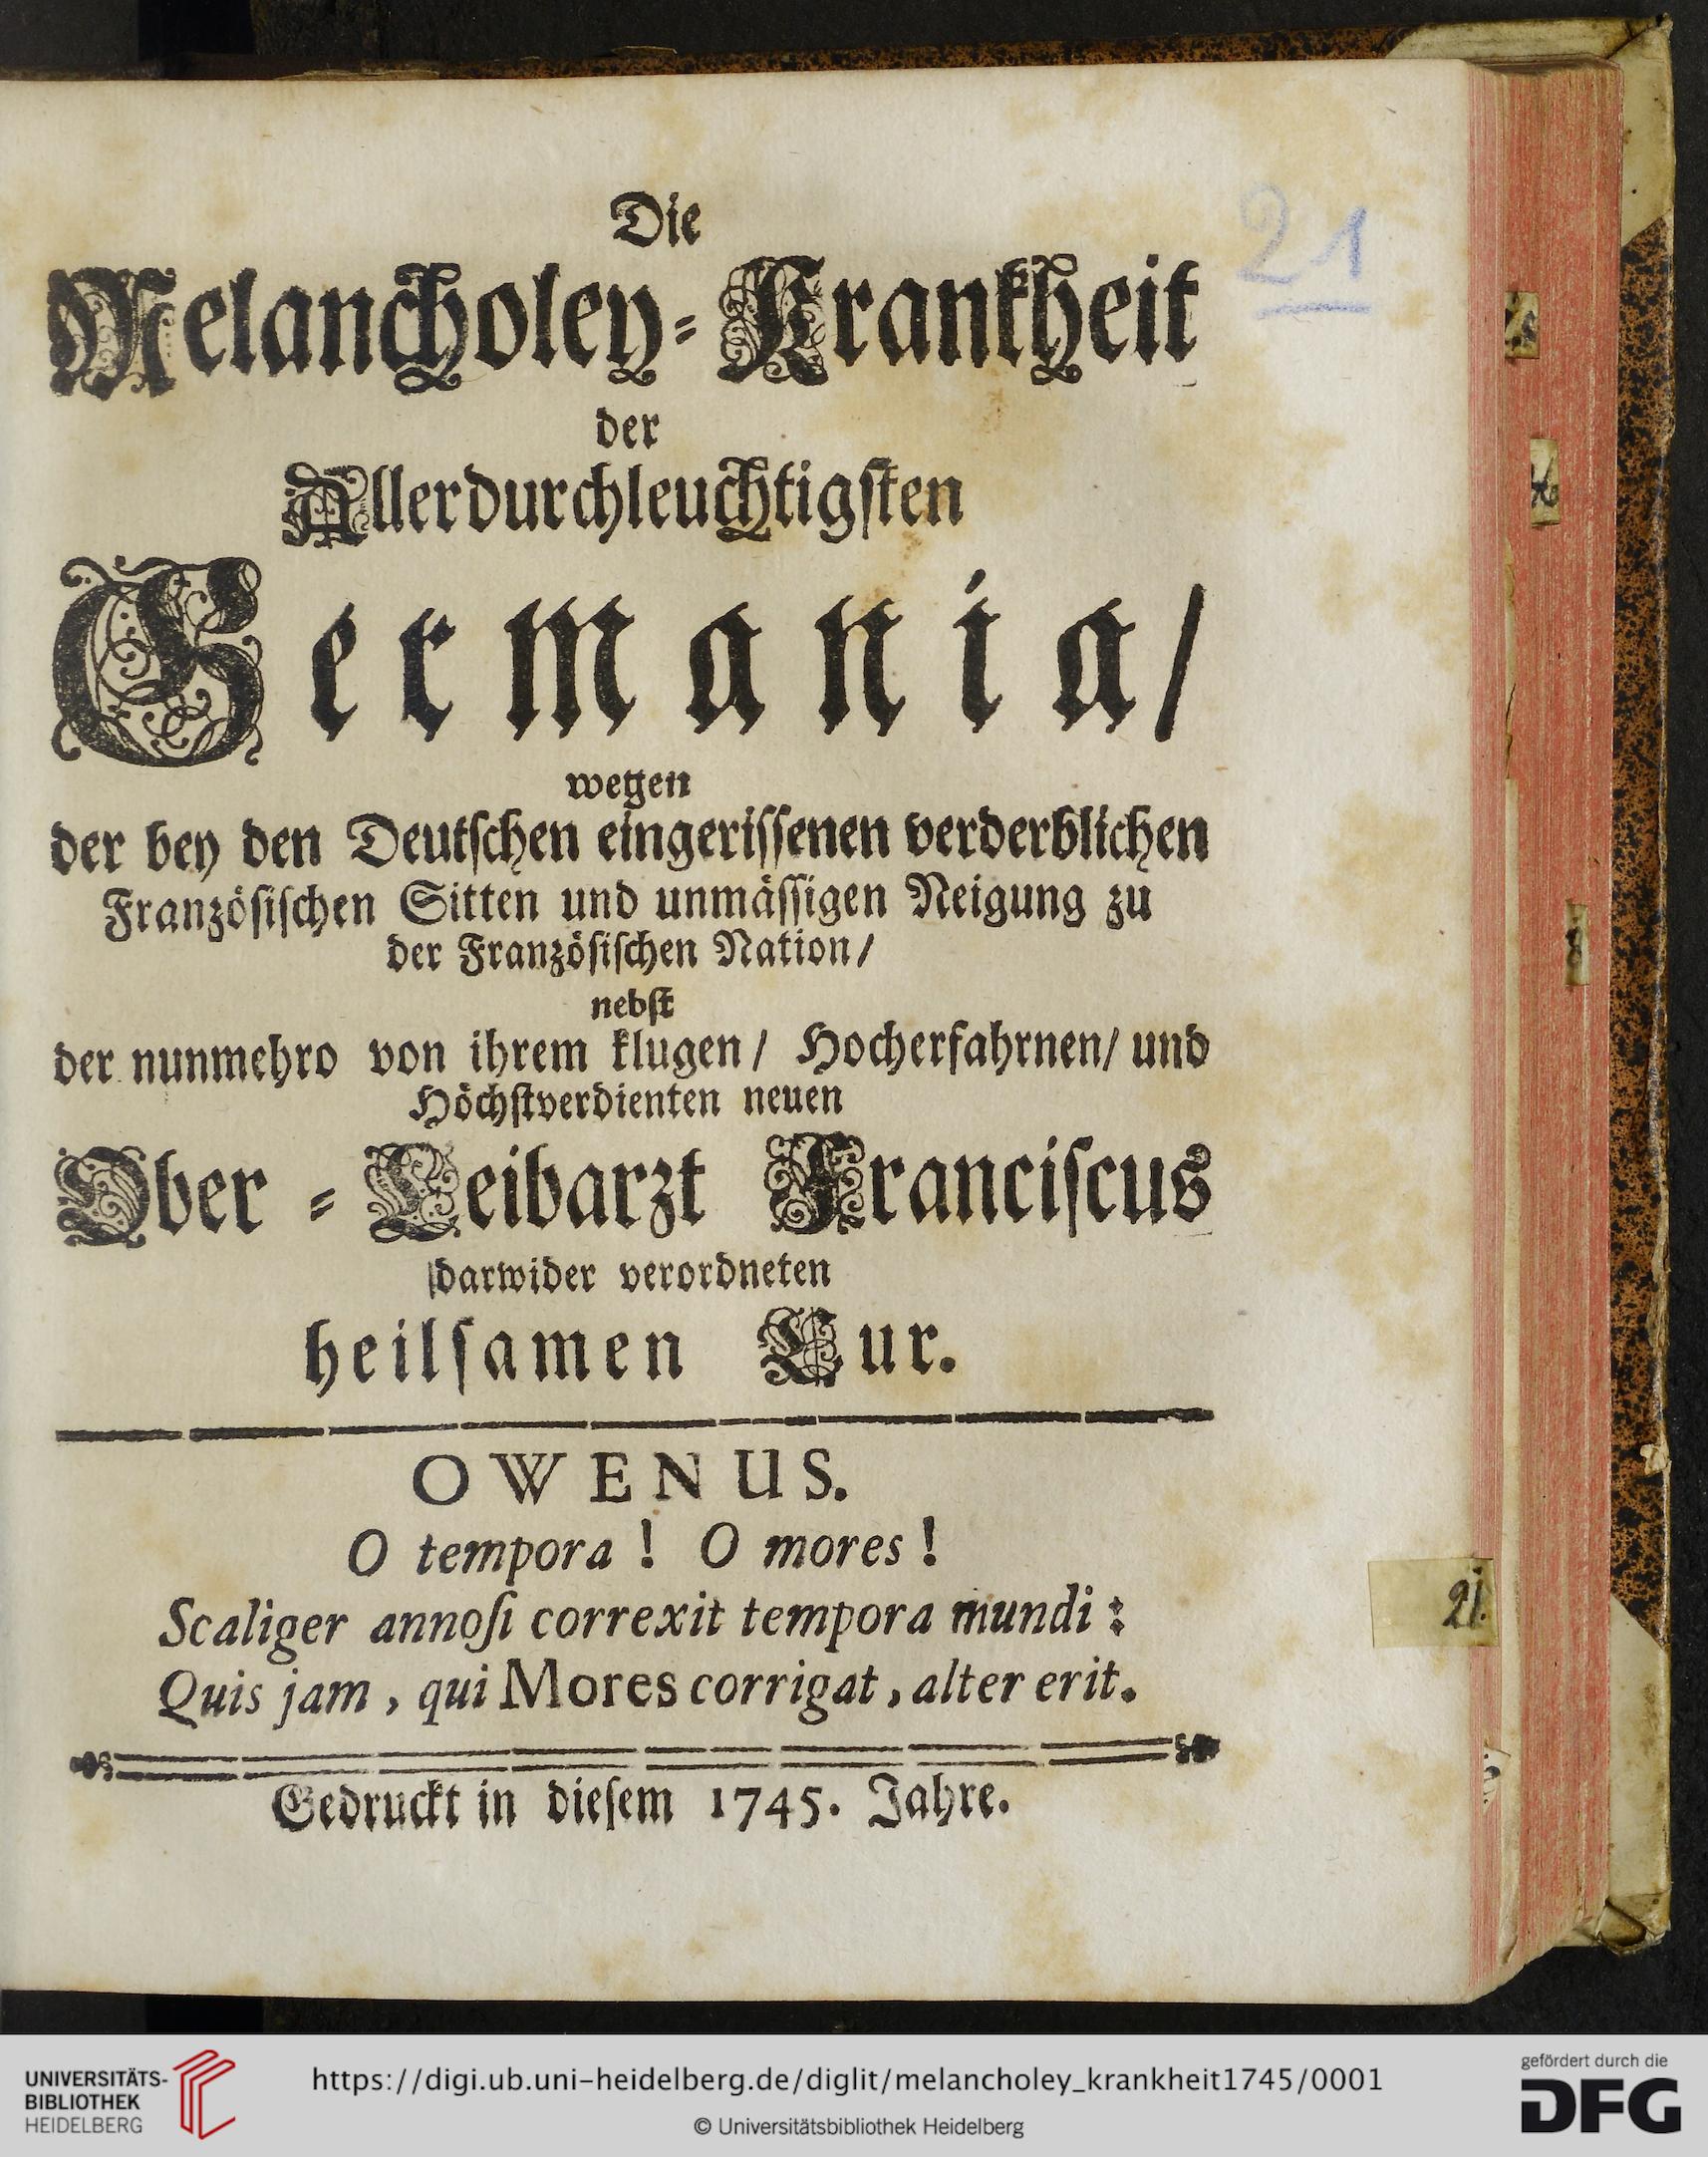 Die
21
Melancholey-Krankheit
der
Allerdurchleuchtigſten
Germania/
wegen
der bey den Deutſchen eingeriſſenen verderblichen
Franzöſiſchen Sitten und unmäſſigen Neigung zu
der Franzöſiſchen Nation/
nebſt
der nunmehro von ihrem klugen/ Hocherfahrnen/ und
Höchſtverdienten neuen
Ober-Leibarzt Franciſcus
darwider verordneten
heilſamen Cur.
OWENUS.
O tempora! O mores!
Scaliger annoſi correxit tempora mundi:
21.
Quis jam, qui Mores corrigat, alter erit.
Gedruckt in dieſem 1745. Jahre.
UNIVERSITÄTS-
BIBLIOTHEK
HEIDELBERG
https://digi.ub.uni-heidelberg.de/diglit/melancholey_krankheit1745/0001
© Universitätsbibliothek Heidelberg
gefördert durch die
DFG